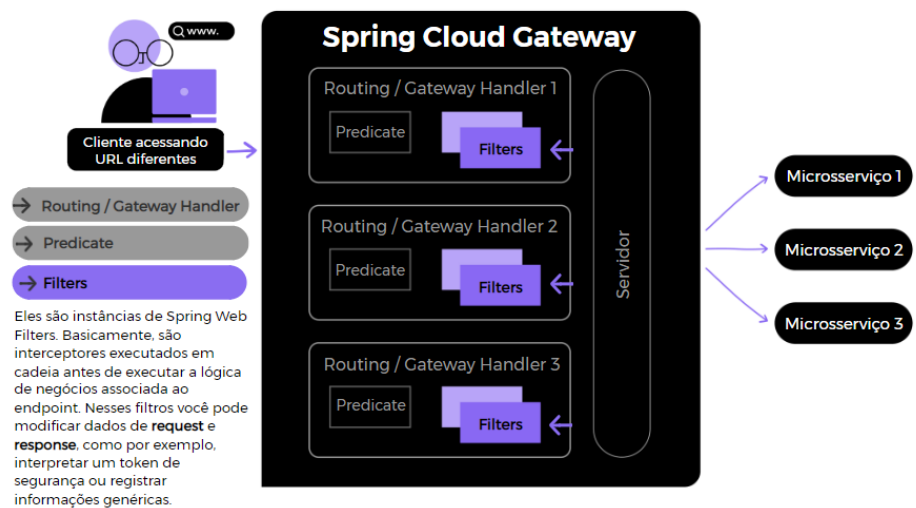 www.
Cliente acessando
URL diferentes
Routing / Gateway Handler
Predicate
Filters
Eles são instâncias de Spring Web
Filters. Basicamente, são
interceptores executados em
cadeia antes de executar a lógica
de negócios associada ao
endpoint. Nesses filtros você pode
modificar dados de request e
response, como por exemplo,
interpretar um token de
segurança ou registrar
informações genéricas.
Spring Cloud Gateway
Routing / Gateway Handler 1
Predicate
Filters
Routing / Gateway Handler 2
Predicate
Filters
Routing / Gateway Handler 3
Predicate
Filters
Servidor
Microsserviço 1
Microsserviço 2
Microsserviço 3